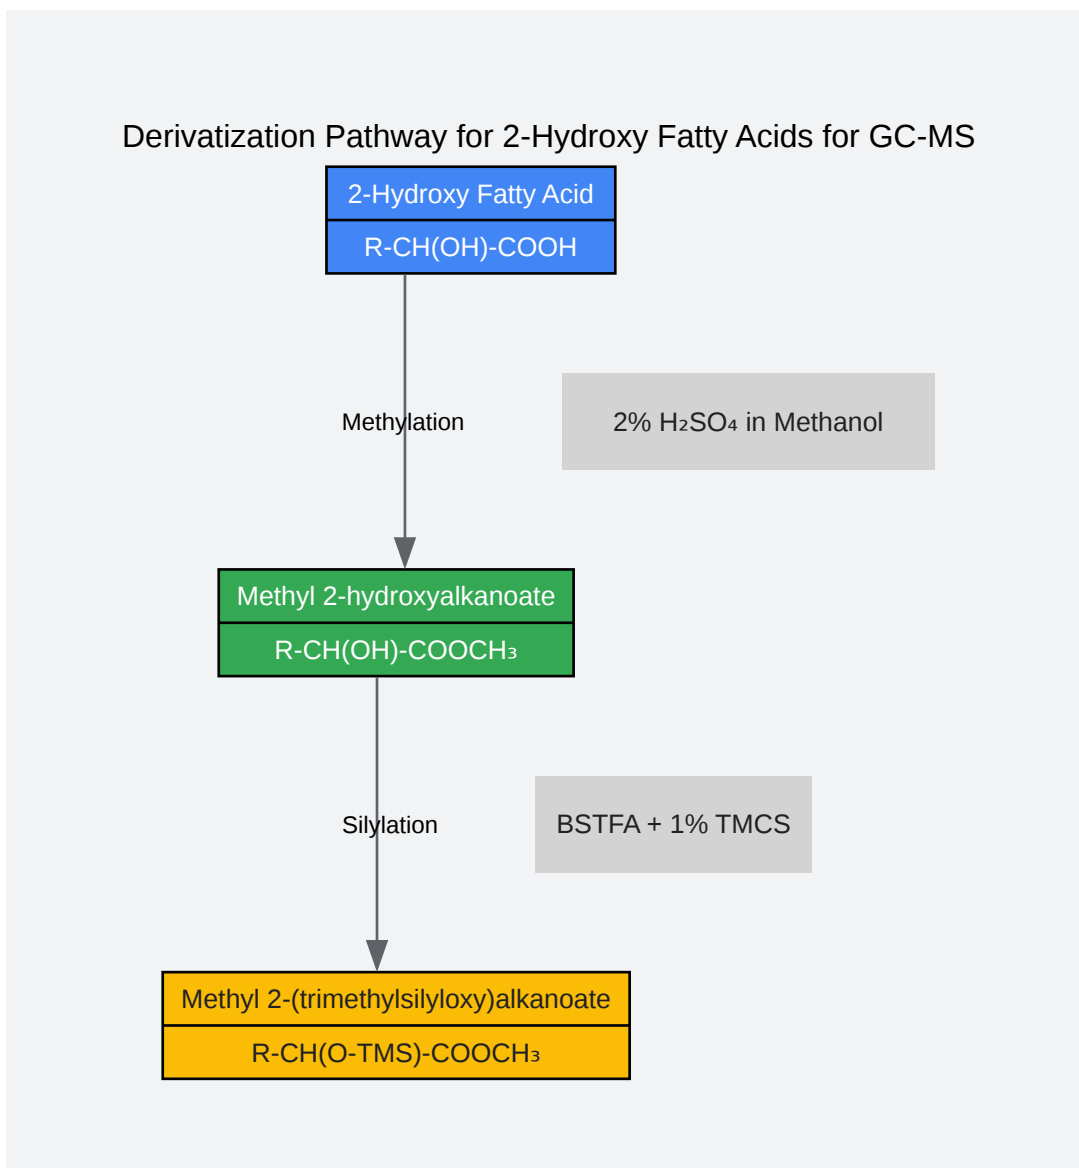 Derivatization Pathway for 2-Hydroxy Fatty Acids for GC-MS
2-Hydroxy Fatty Acid
R-CH(OH)-COOH
Methylation
2% H₂SO₄ in Methanol
Methyl 2-hydroxyalkanoate
R-CH(OH)-COOCH₃
Silylation
BSTFA + 1% TMCS
Methyl 2-(trimethylsilyloxy)alkanoate
R-CH(O-TMS)-COOCH₃